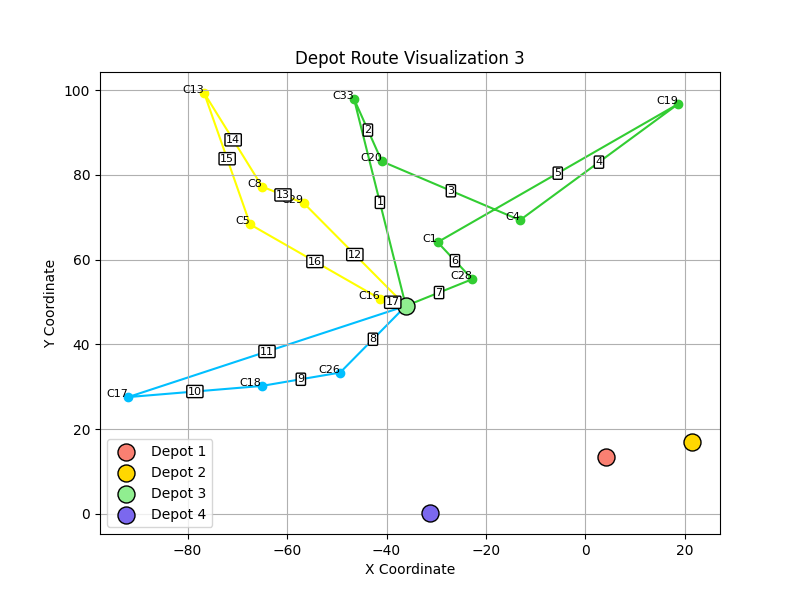 Depot Route Visualization 3
100
80
60
40
20
0
Y Coordinate
C13
C33
C19
2
14
C20
15
5
4
C8
3
13
C29
1
C5
C4
C1
12
6
16
C28
7
C16
17
8
11
C26
9
C18
10
C17
Depot 1
Depot 2
Depot 3
Depot 4
−80
−60
−40
−20
0
20
X Coordinate